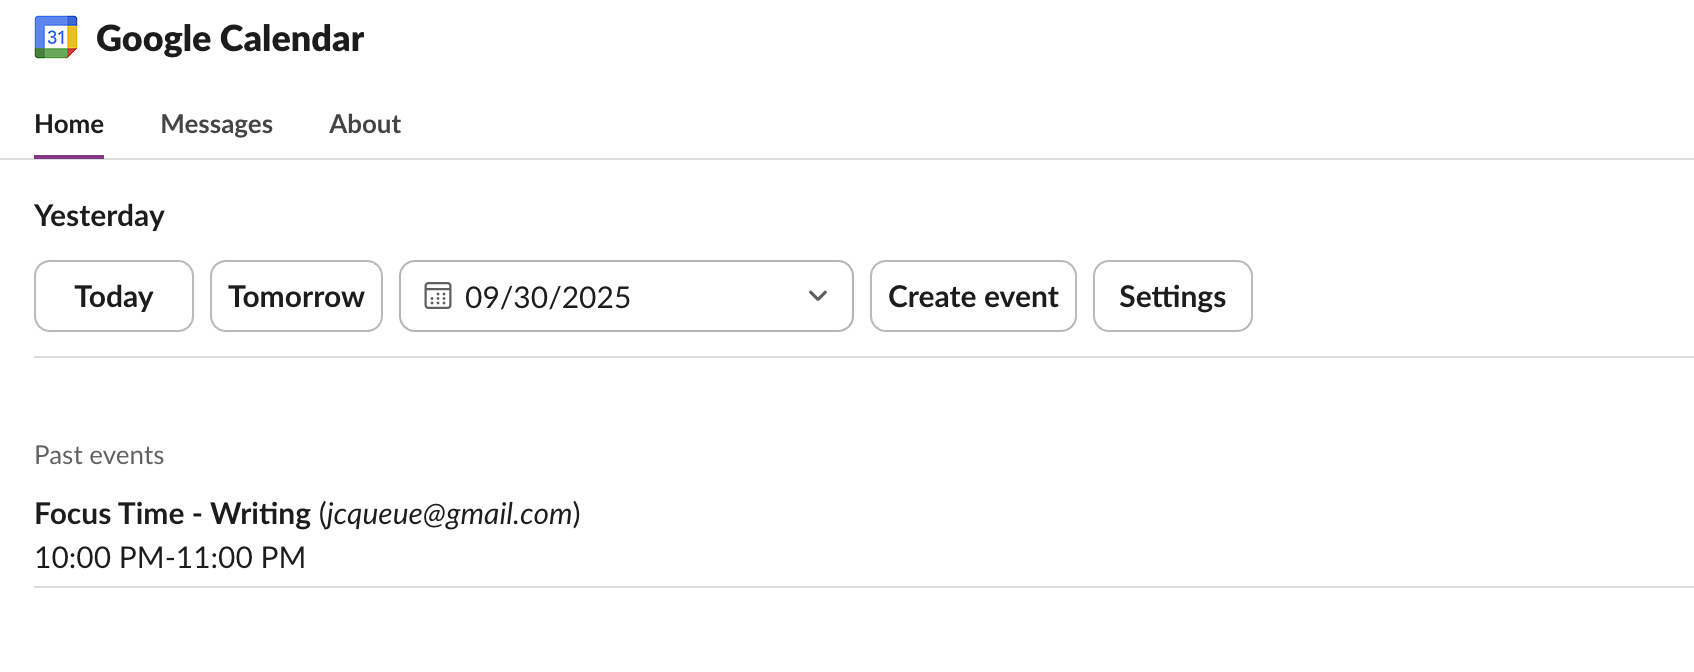 31 Google Calendar
Home Messages About
Yesterday
Today Tomorrow 09/30/2025 Create event Settings
Past events
Focus Time - Writing (jcqueue@gmail.com)
10:00 PM-11:00 PM